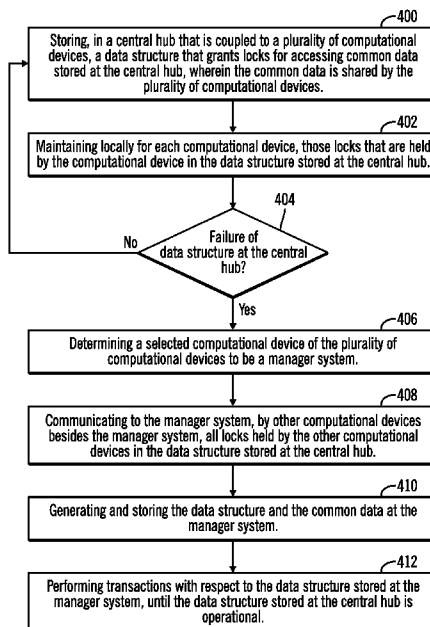 400
Storing, in a central hub that is coupled to a plurality of computational
devices, a data structure that grants locks for accessing common data
stored at the central hub, wherein the common data is shared by the
plurality of computational devices.
402
Maintaining locally for each computational device, those locks that are held
by the computational device in the data structure stored at the central hub.
404
Failure of
data structure at the central
hub?
No
Yes
406
Determining a selected computational device of the plurality of
computational devices to be a manager system.
408
Communicating to the manager system, by other computational devices
besides the manager system, all locks held by the other computational
devices in the data structure stored at the central hub.
410
Generating and storing the data structure and the common data at the
manager system.
412
Performing transactions with respect to the data structure stored at the
manager system, until the data structure stored at the central hub is
operational.